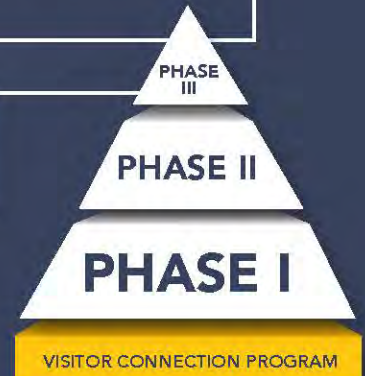 PHASE
III
PHASE II
PHASE I
VISITOR CONNECTION PROGRAM